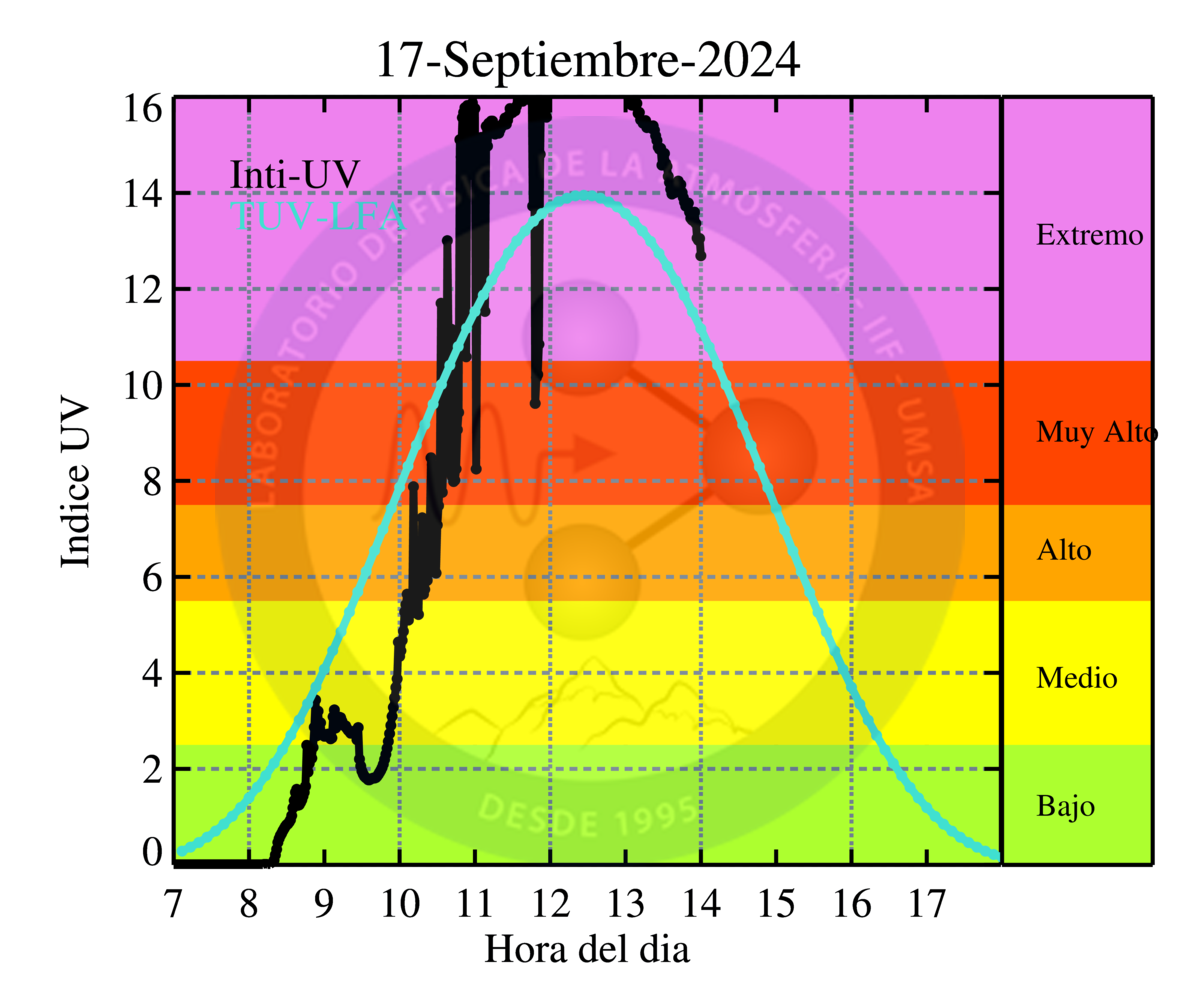 17-Septiembre-2024
Inti-UV
TUV-LFA
LABORATORIO DE FÍSICA DE LA ATMÓSFERA - IIF - UMSA
DESDE 1995
Indice UV
16
14
12
10
8
6
4
2
0
7 8 9 10 11 12 13 14 15 16 17
Hora del dia
Extremo
Muy Alto
Alto
Medio
Bajo